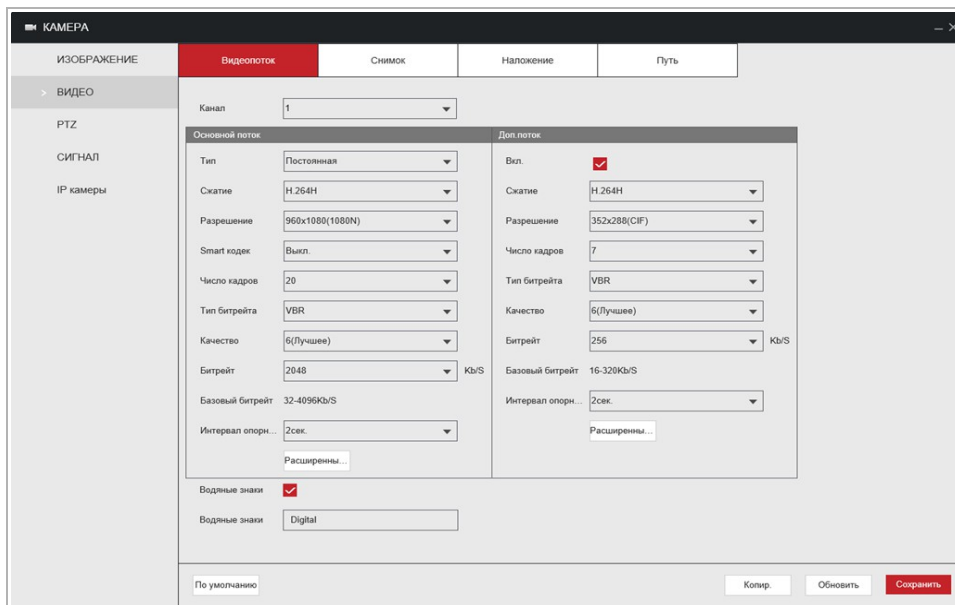 КАМЕРА
ИЗОБРАЖЕНИЕ
> ВИДЕО
PTZ
СИГНАЛ
IP камеры
Видеопоток Снимок Наложение Путь
Канал 1
Основной поток
Тип Постоянная
Сжатие H.264H
Разрешение 960x1080(1080N)
Smart кодек Выкл.
Число кадров 20
Тип битрейта VBR
Качество 6(Лучшее)
Битрейт 2048 Kb/S
Базовый битрейт 32-4096Kb/S
Интервал опорн... 2сек.
Расширенны...
Доп.поток
Вкл.
Сжатие H.264H
Разрешение 352x288(CIF)
Число кадров 7
Тип битрейта VBR
Качество 6(Лучшее)
Битрейт 256 Kb/S
Базовый битрейт 16-320Kb/S
Интервал опорн... 2сек.
Расширенны...
Водяные знаки
Водяные знаки Digital
По умолчанию Копир. Обновить Сохранить